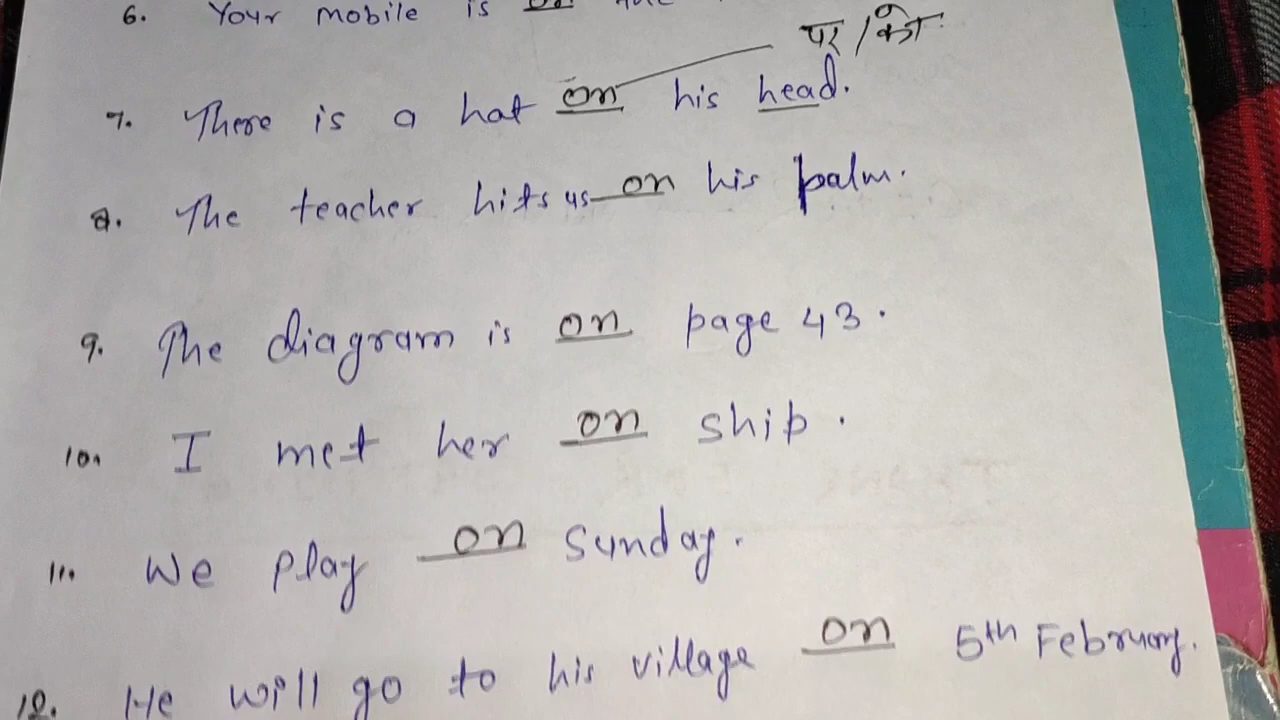 6. Your mobile is on the
पर / की
7. There is a hat on his head.
8. The teacher hits us on his palm.
9. The diagram is on page 43.
10. I met her on ship.
11. We play on Sunday.
12. He will go to his village on 5th February.